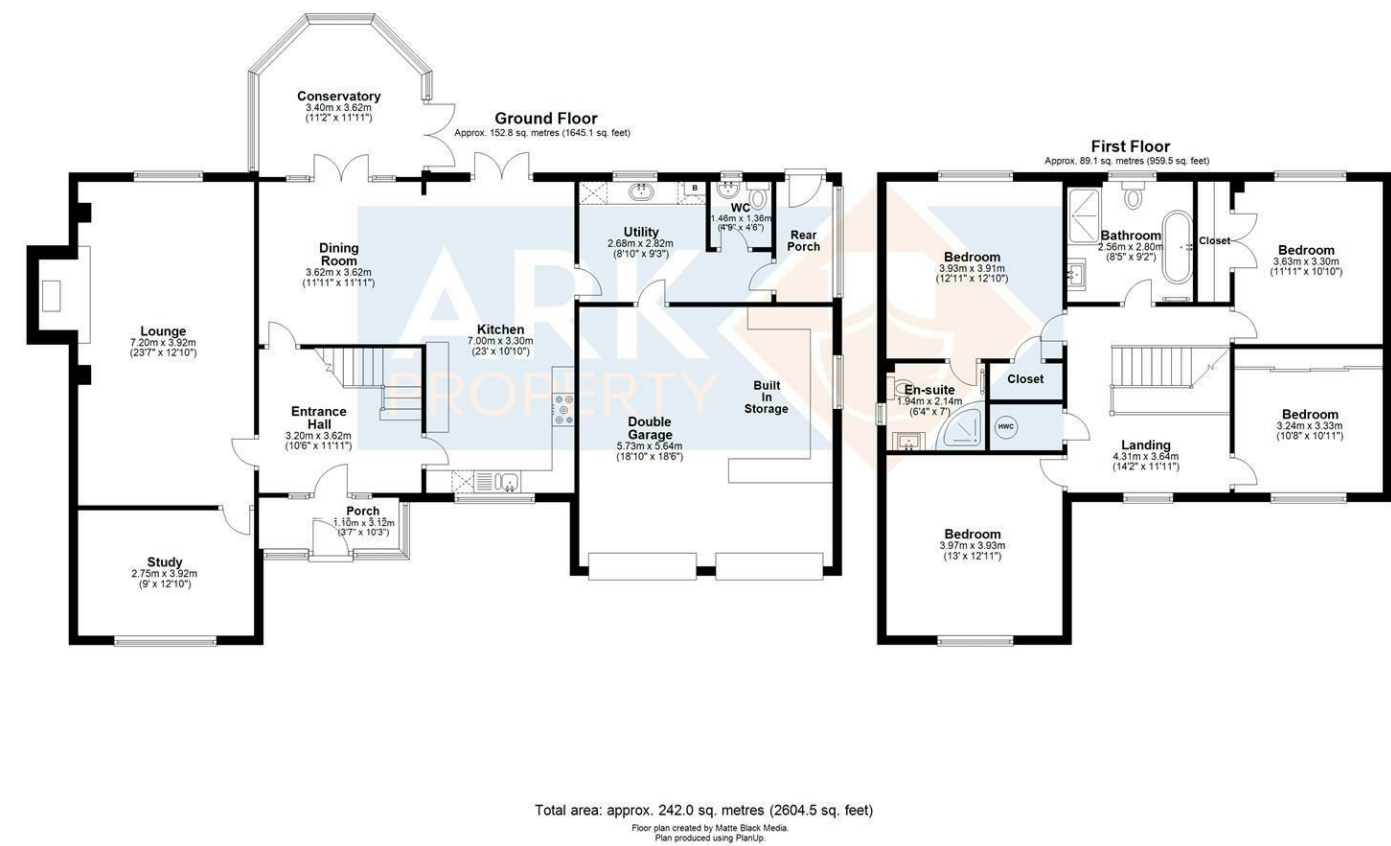 Ground Floor
Approx. 152.8 sq. metres (1645.1 sq. feet)
Conservatory
3.40m x 3.62m
(11'2" x 11'11")
Dining
Room
3.62m x 3.62m
(11'11" x 11'11")
Lounge
7.20m x 3.92m
(23'7" x 12'10")
Kitchen
7.00m x 3.30m
(23' x 10'10")
Utility
2.68m x 2.82m
(8'10" x 9'3")
B
WC
1.46m x 1.36m
(4'9" x 4'6")
Rear
Porch
Entrance
Hall
3.20m x 3.62m
(10'6" x 11'11")
Built
In
Storage
Double
Garage
5.73m x 5.64m
(18'10" x 18'6")
Porch
1.10m x 3.12m
(3'7" x 10'3")
Study
2.75m x 3.92m
(9' x 12'10")
First Floor
Approx. 89.1 sq. metres (959.5 sq. feet)
Bedroom
3.93m x 3.91m
(12'11" x 12'10")
Bathroom
2.56m x 2.80m
(8'5" x 9'2")
Closet
Bedroom
3.63m x 3.30m
(11'11" x 10'10")
En-suite
1.94m x 2.14m
(6'4" x 7')
Closet
HWC
Landing
4.31m x 3.64m
(14'2" x 11'11")
Bedroom
3.24m x 3.33m
(10'8" x 10'11")
Bedroom
3.97m x 3.93m
(13' x 12'11")
ARK
PROPERTY
Total area: approx. 242.0 sq. metres (2604.5 sq. feet)
Floor plan created by Matte Black Media.
Plan produced using PlanUp.